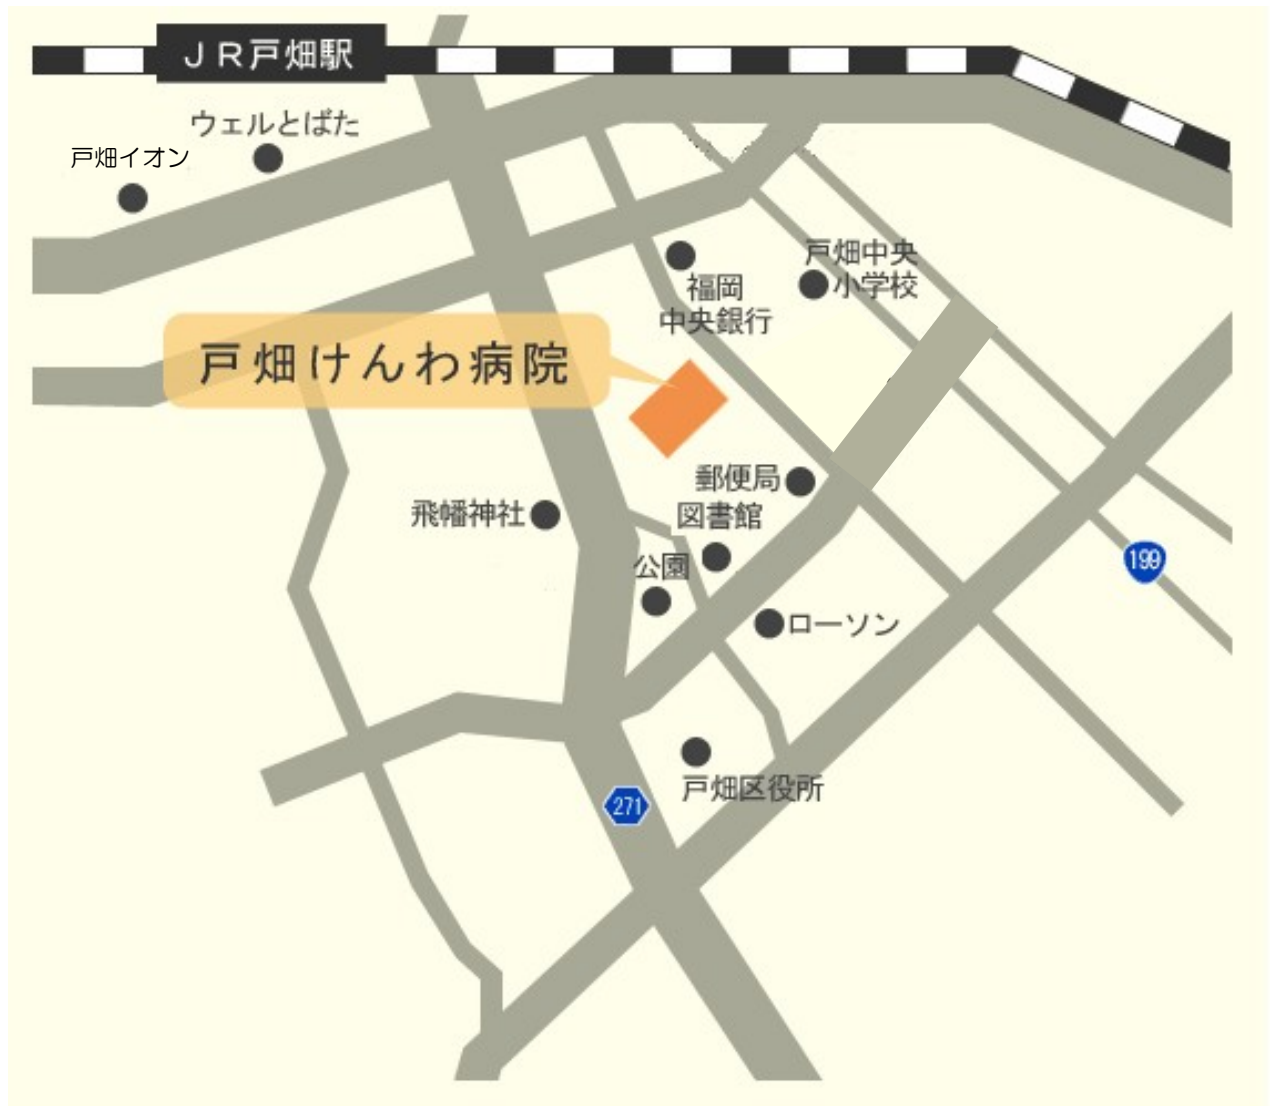 ＪＲ戸畑駅
ウェルとばた
戸畑イオン
戸畑中央
小学校
福岡
中央銀行
戸畑けんわ病院
郵便局
飛幡神社
図書館
公園
199
ローソン
戸畑区役所
271